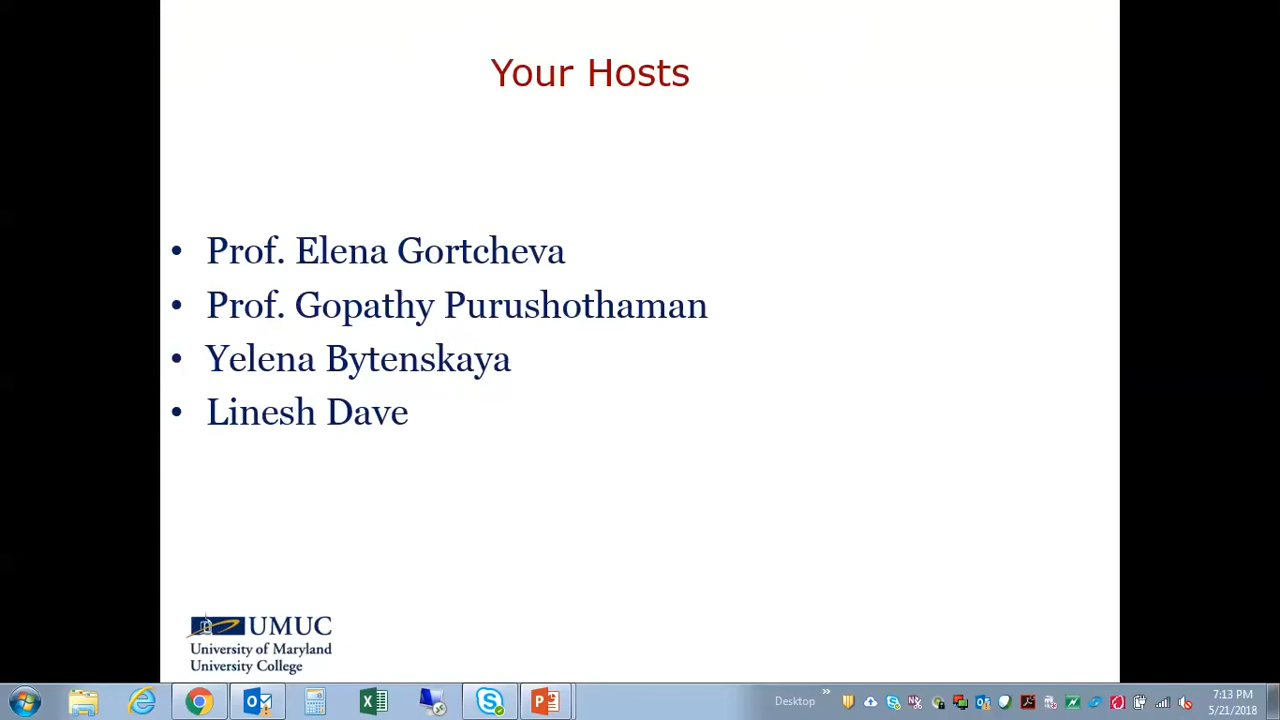 Your Hosts
• Prof. Elena Gortcheva
• Prof. Gopathy Purushothaman
• Yelena Bytenskaya
• Linesh Dave
UMUC
University of Maryland
University College
Desktop
7:13 PM
5/21/2018